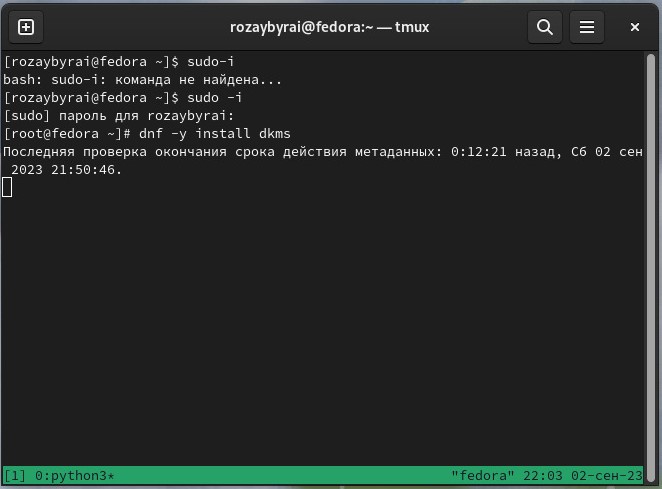 rozaybyrai@fedora:~ — tmux
[rozaybyrai@fedora ~]$ sudo-i
bash: sudo-i: команда не найдена...
[rozaybyrai@fedora ~]$ sudo -i
[sudo] пароль для rozaybyrai:
[root@fedora ~]# dnf -y install dkms
Последняя проверка окончания срока действия метаданных: 0:12:21 назад, Сб 02 сен
 2023 21:50:46.
[1] 0:python3* "fedora" 22:03 02-сен-23